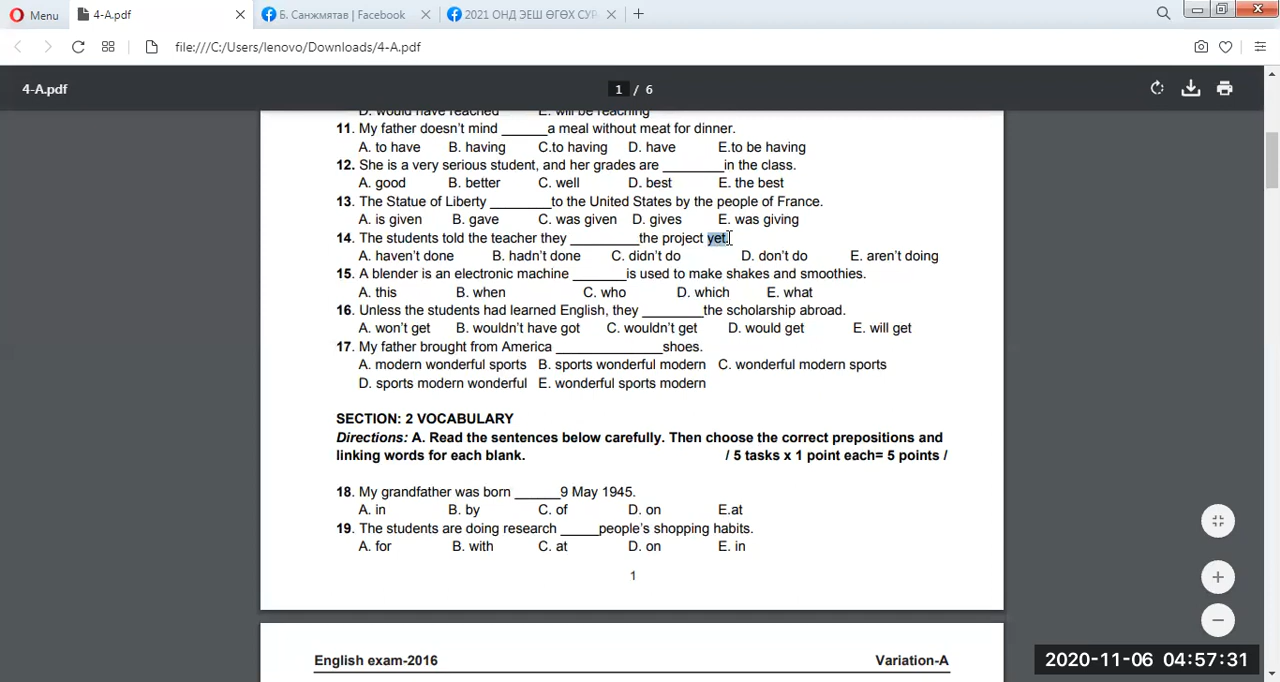 Menu
4-A.pdf
Б. Санжмятав | Facebook
2021 ОНД ЭЕШ ӨГӨХ СУР
file:///C:/Users/lenovo/Downloads/4-A.pdf
4-A.pdf
1 / 6
D. would have reached E. will be reaching
11. My father doesn't mind ______a meal without meat for dinner.
A. to have B. having C.to having D. have E.to be having
12. She is a very serious student, and her grades are ________in the class.
A. good B. better C. well D. best E. the best
13. The Statue of Liberty ________to the United States by the people of France.
A. is given B. gave C. was given D. gives E. was giving
14. The students told the teacher they _________the project yet.
A. haven't done B. hadn't done C. didn't do D. don't do E. aren't doing
15. A blender is an electronic machine _______is used to make shakes and smoothies.
A. this B. when C. who D. which E. what
16. Unless the students had learned English, they ________the scholarship abroad.
A. won't get B. wouldn't have got C. wouldn't get D. would get E. will get
17. My father brought from America ______________shoes.
A. modern wonderful sports B. sports wonderful modern C. wonderful modern sports
D. sports modern wonderful E. wonderful sports modern
SECTION: 2 VOCABULARY
Directions: A. Read the sentences below carefully. Then choose the correct prepositions and
linking words for each blank. / 5 tasks x 1 point each= 5 points /
18. My grandfather was born ______9 May 1945.
A. in B. by C. of D. on E.at
19. The students are doing research _____people's shopping habits.
A. for B. with C. at D. on E. in
1
English exam-2016 Variation-A
2020-11-06 04:57:31